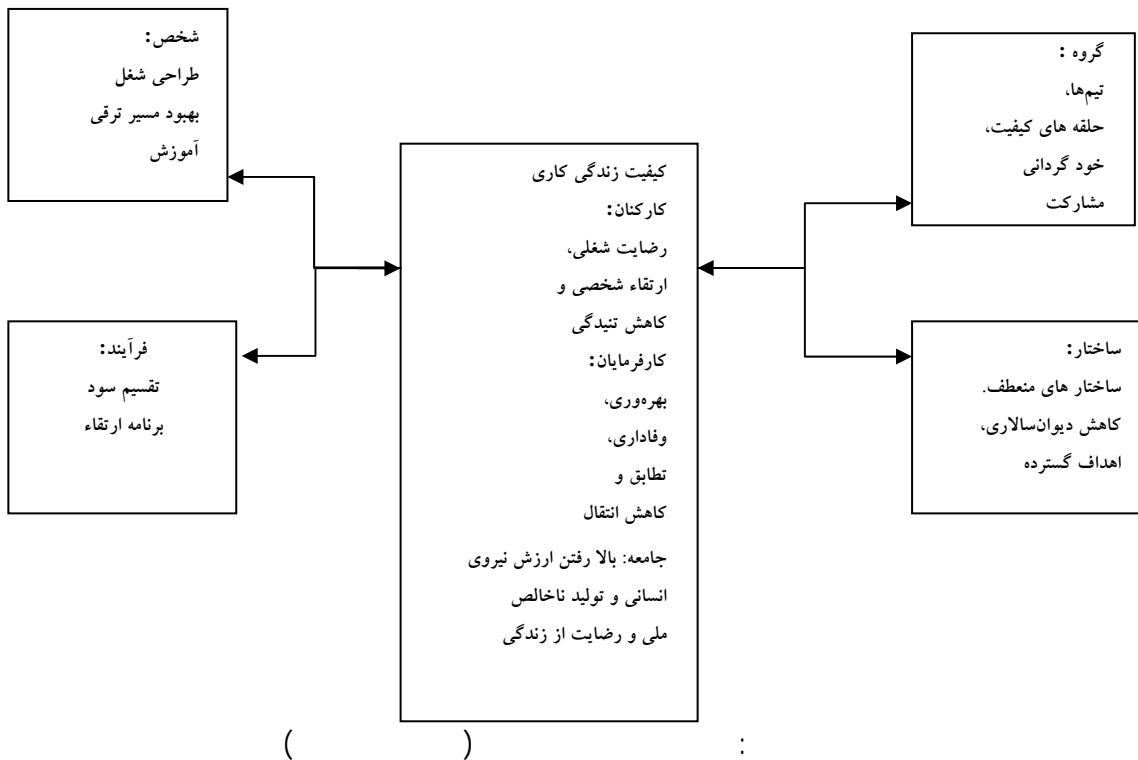 گروه :
تیم‌ها،
حلقه های کیفیت،
خود گردانی
مشارکت
ساختار:
ساختار های منعطف.
کاهش دیوان‌سالاری،
اهداف گسترده
کیفیت زندگی کاری
کارکنان:
رضایت شغلی،
ارتقاء شخصی و
کاهش تنیدگی
کارفرمایان:
بهره‌وری،
وفاداری،
تطابق و
کاهش انتقال
جامعه: بالا رفتن ارزش نیروی
انسانی و تولید ناخالص
ملی و رضایت از زندگی
شخص:
طراحی شغل
بهبود مسیر ترقی
آموزش
فرآیند:
تقسیم سود
برنامه ارتقاء
: ( )